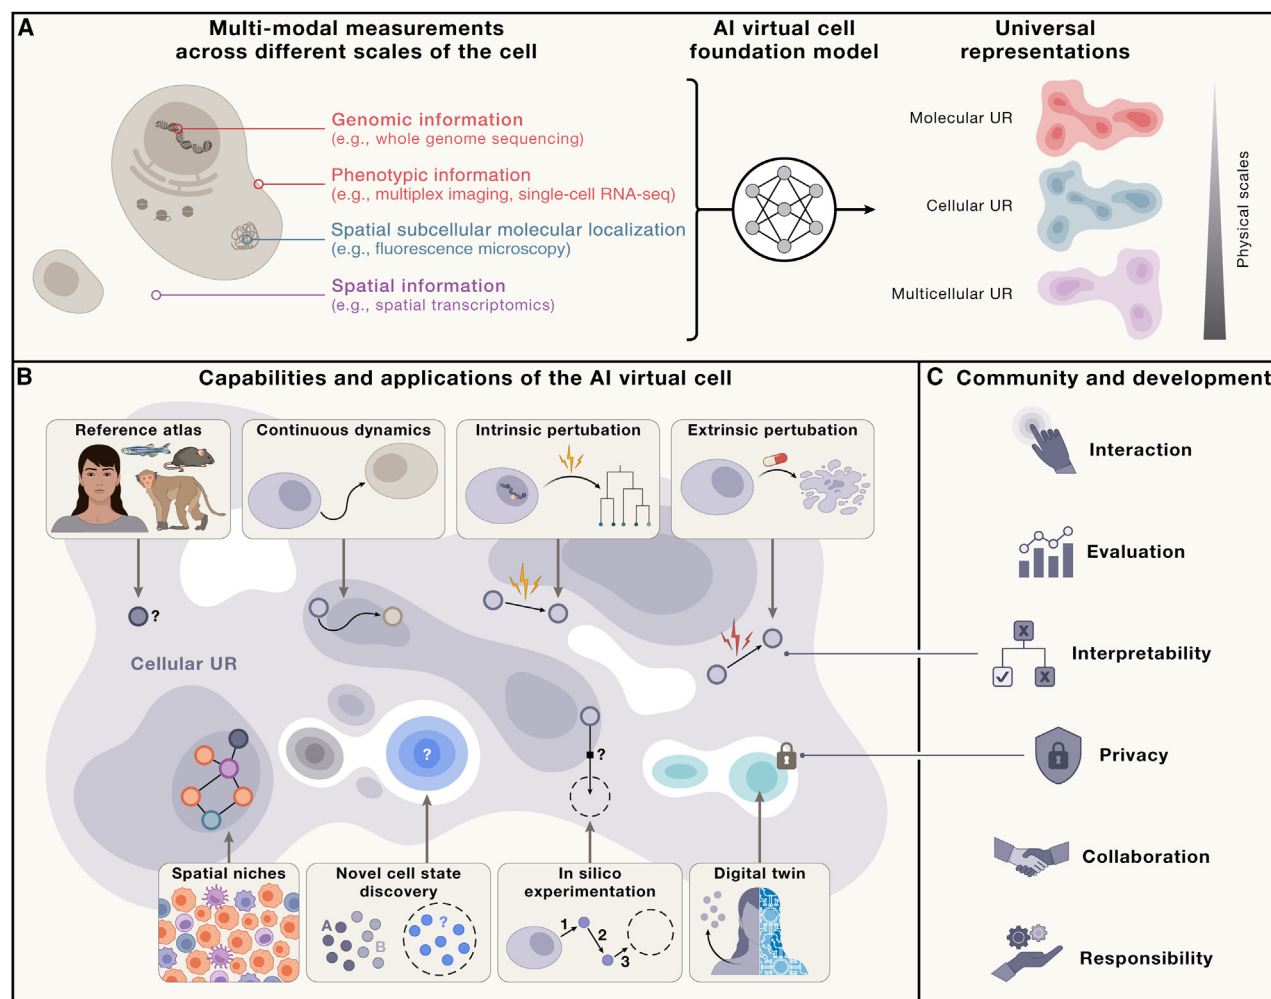 A
Multi-modal measurements
across different scales of the cell
AI virtual cell
foundation model
Universal
representations
Genomic information
(e.g., whole genome sequencing)
Phenotypic information
(e.g., multiplex imaging, single-cell RNA-seq)
Spatial subcellular molecular localization
(e.g., fluorescence microscopy)
Spatial information
(e.g., spatial transcriptomics)
Molecular UR
Cellular UR
Multicellular UR
Physical scales
B
Capabilities and applications of the AI virtual cell
Reference atlas
Continuous dynamics
Intrinsic pertubation
Extrinsic pertubation
?
Cellular UR
?
?
Spatial niches
Novel cell state
discovery
A
B
?
In silico
experimentation
1
2
3
Digital twin
C
Community and development
Interaction
Evaluation
X
X
Interpretability
Privacy
Collaboration
Responsibility